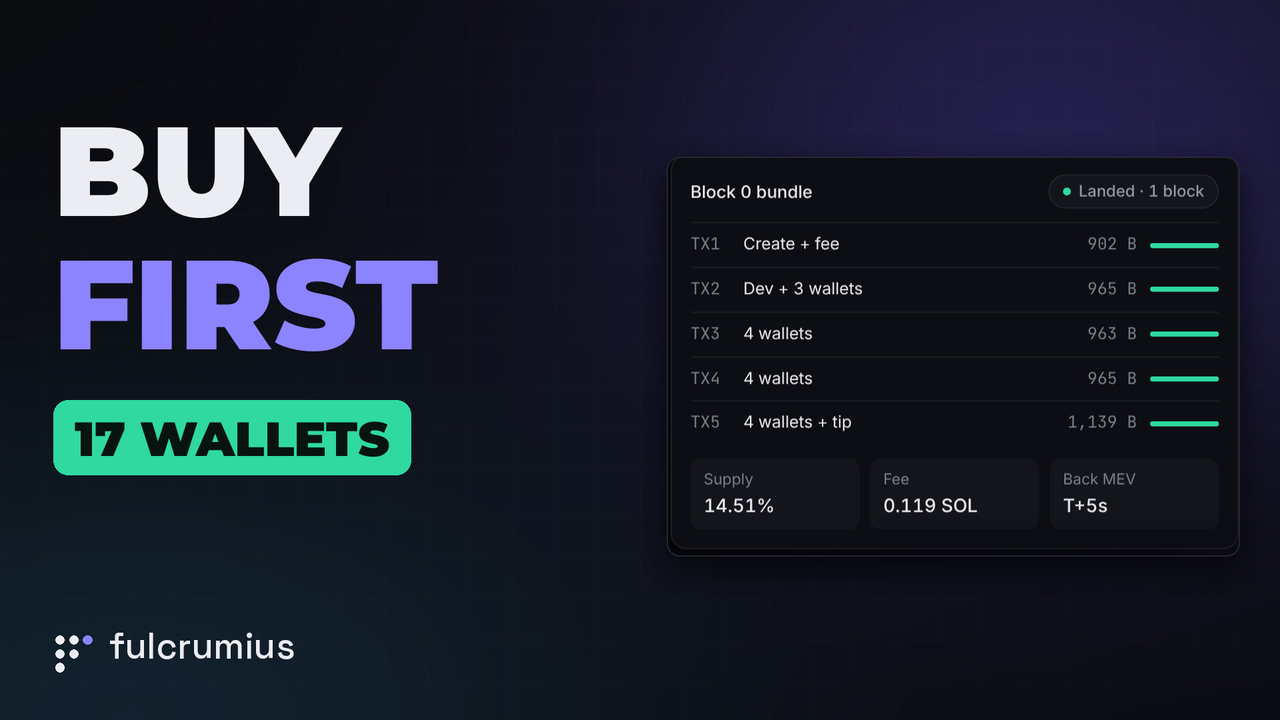 BUY
FIRST
17 WALLETS
fulcrumius
Block 0 bundle
Landed · 1 block
TX1 Create + fee 902 B
TX2 Dev + 3 wallets 965 B
TX3 4 wallets 963 B
TX4 4 wallets 965 B
TX5 4 wallets + tip 1,139 B
Supply Fee Back MEV
14.51% 0.119 SOL T+5s